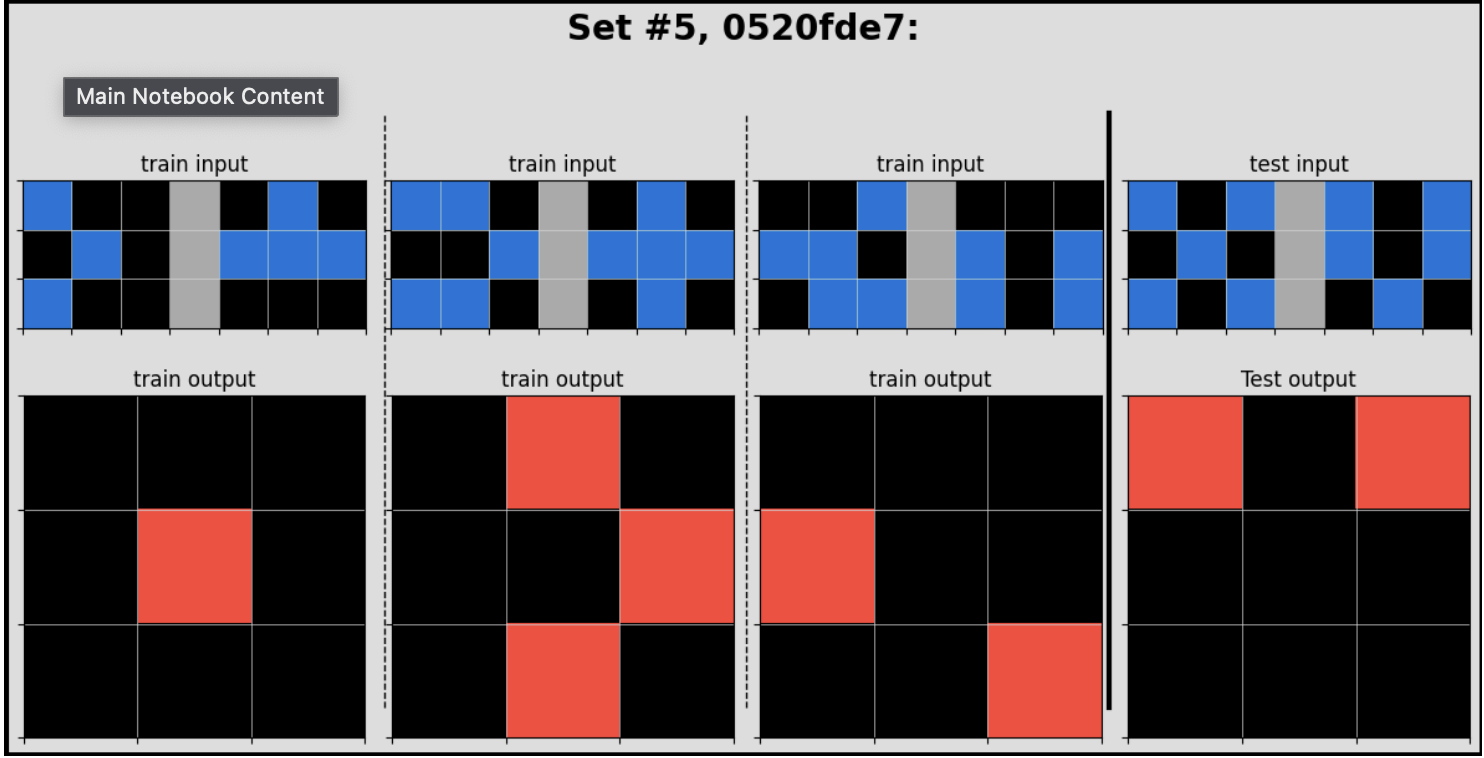 Set #5, 0520fde7:
Main Notebook Content
train input
train input
train input
test input
train output
train output
train output
Test output